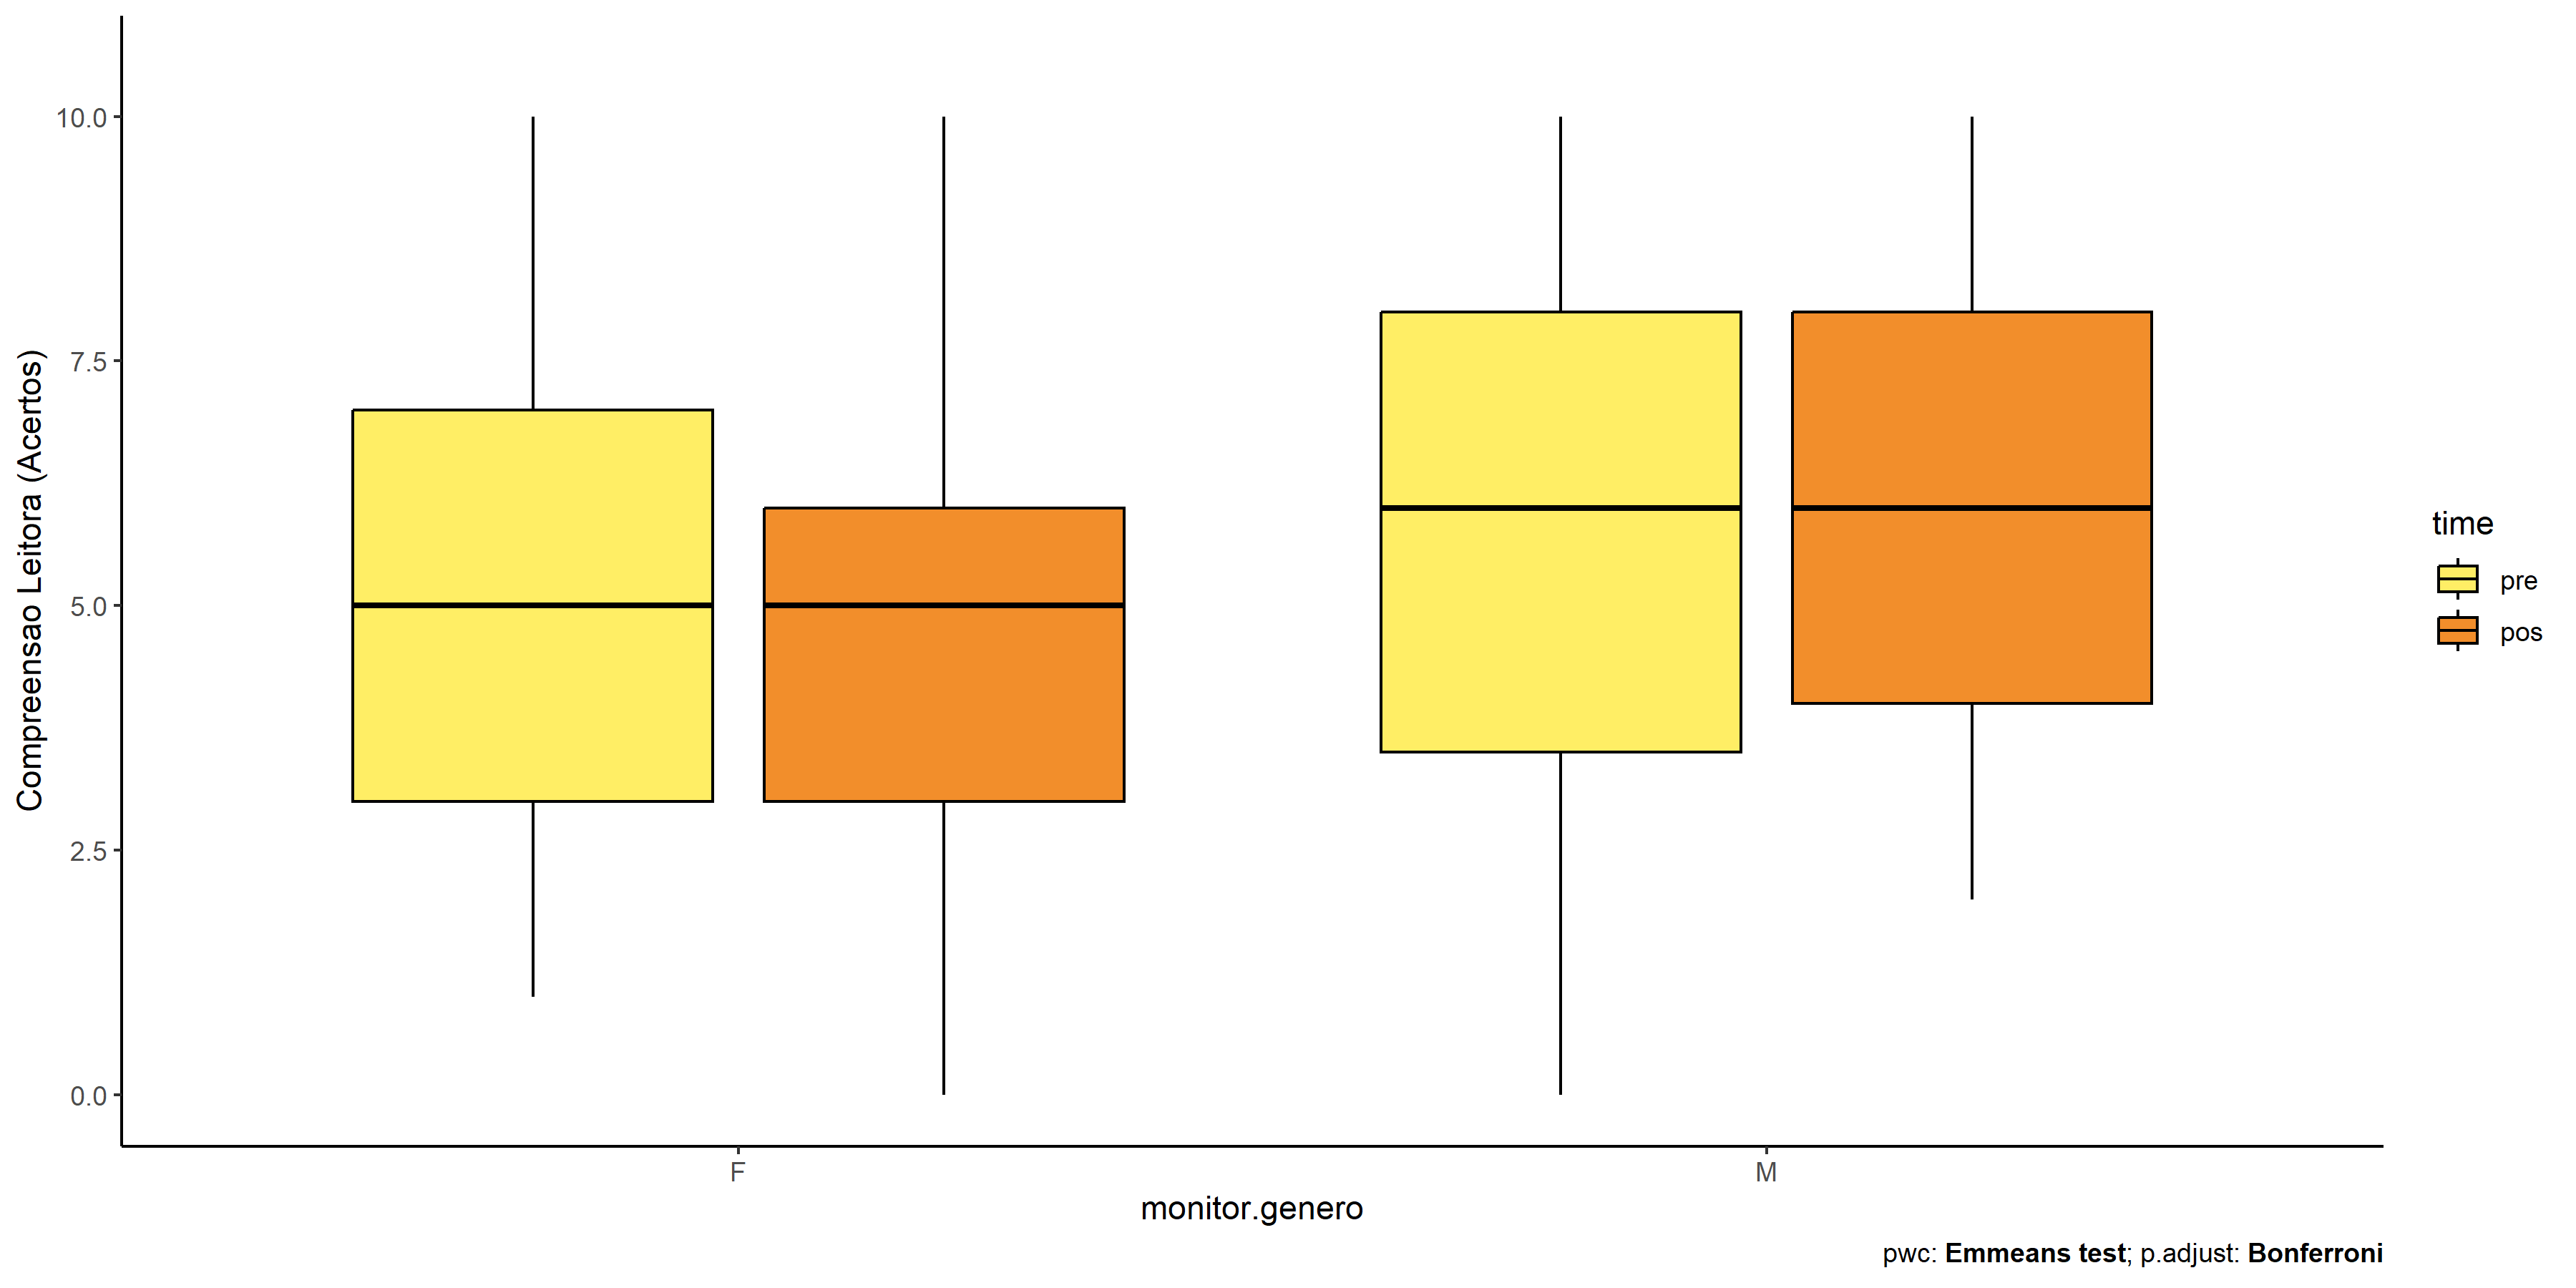 Compreensao Leitora (Acertos)
10.0
7.5
5.0
2.5
0.0
F
M
monitor.genero
time
pre
pos
pwc: Emmeans test; p.adjust: Bonferroni